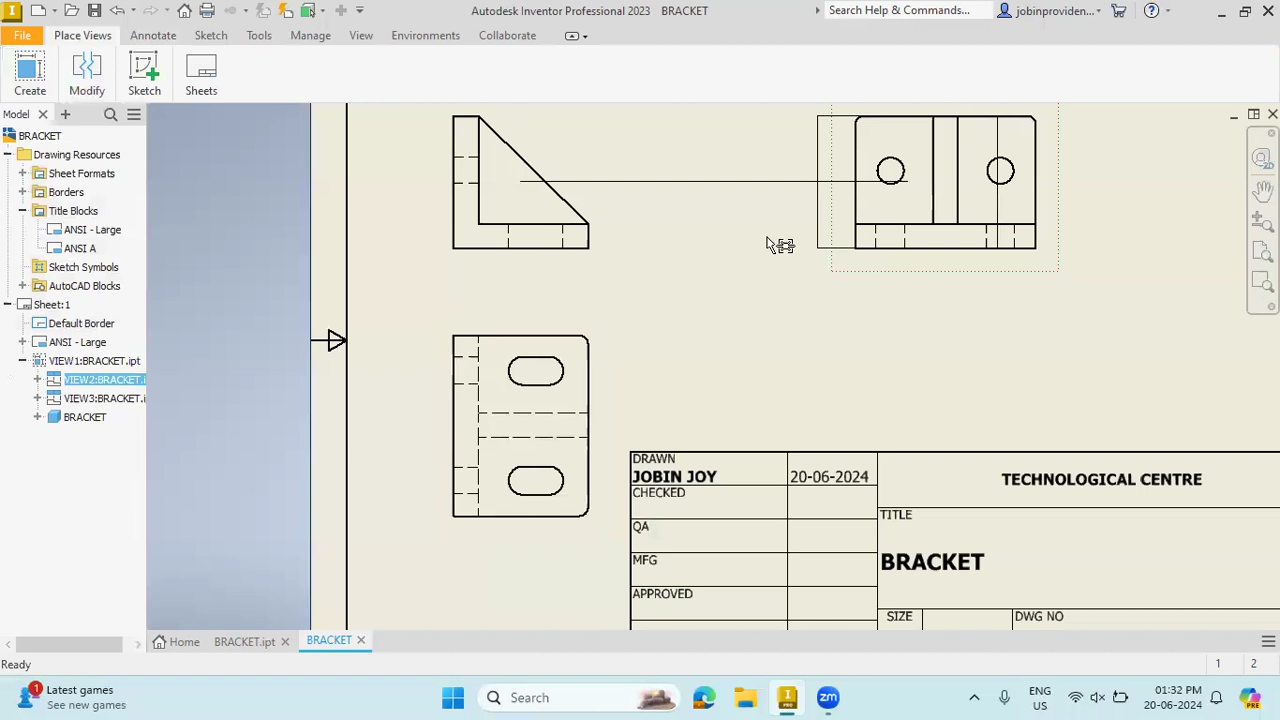 Autodesk Inventor Professional 2023 BRACKET
Search Help & Commands...
jobinproviden...
File Place Views Annotate Sketch Tools Manage View Environments Collaborate
Create Modify Sketch Sheets
Model
BRACKET
Drawing Resources
Sheet Formats
Borders
Title Blocks
ANSI - Large
ANSI A
Sketch Symbols
AutoCAD Blocks
Sheet:1
Default Border
ANSI - Large
VIEW1:BRACKET.ipt
VIEW2:BRACKET.i
VIEW3:BRACKET.i
BRACKET
DRAWN
JOBIN JOY
20-06-2024
CHECKED
QA
MFG
APPROVED
TECHNOLOGICAL CENTRE
TITLE
BRACKET
SIZE
DWG NO
Home BRACKET.ipt BRACKET
Ready
1 2
1
Latest games
See new games
Search
PRO
zm
ENG
US
01:32 PM
20-06-2024
PRE